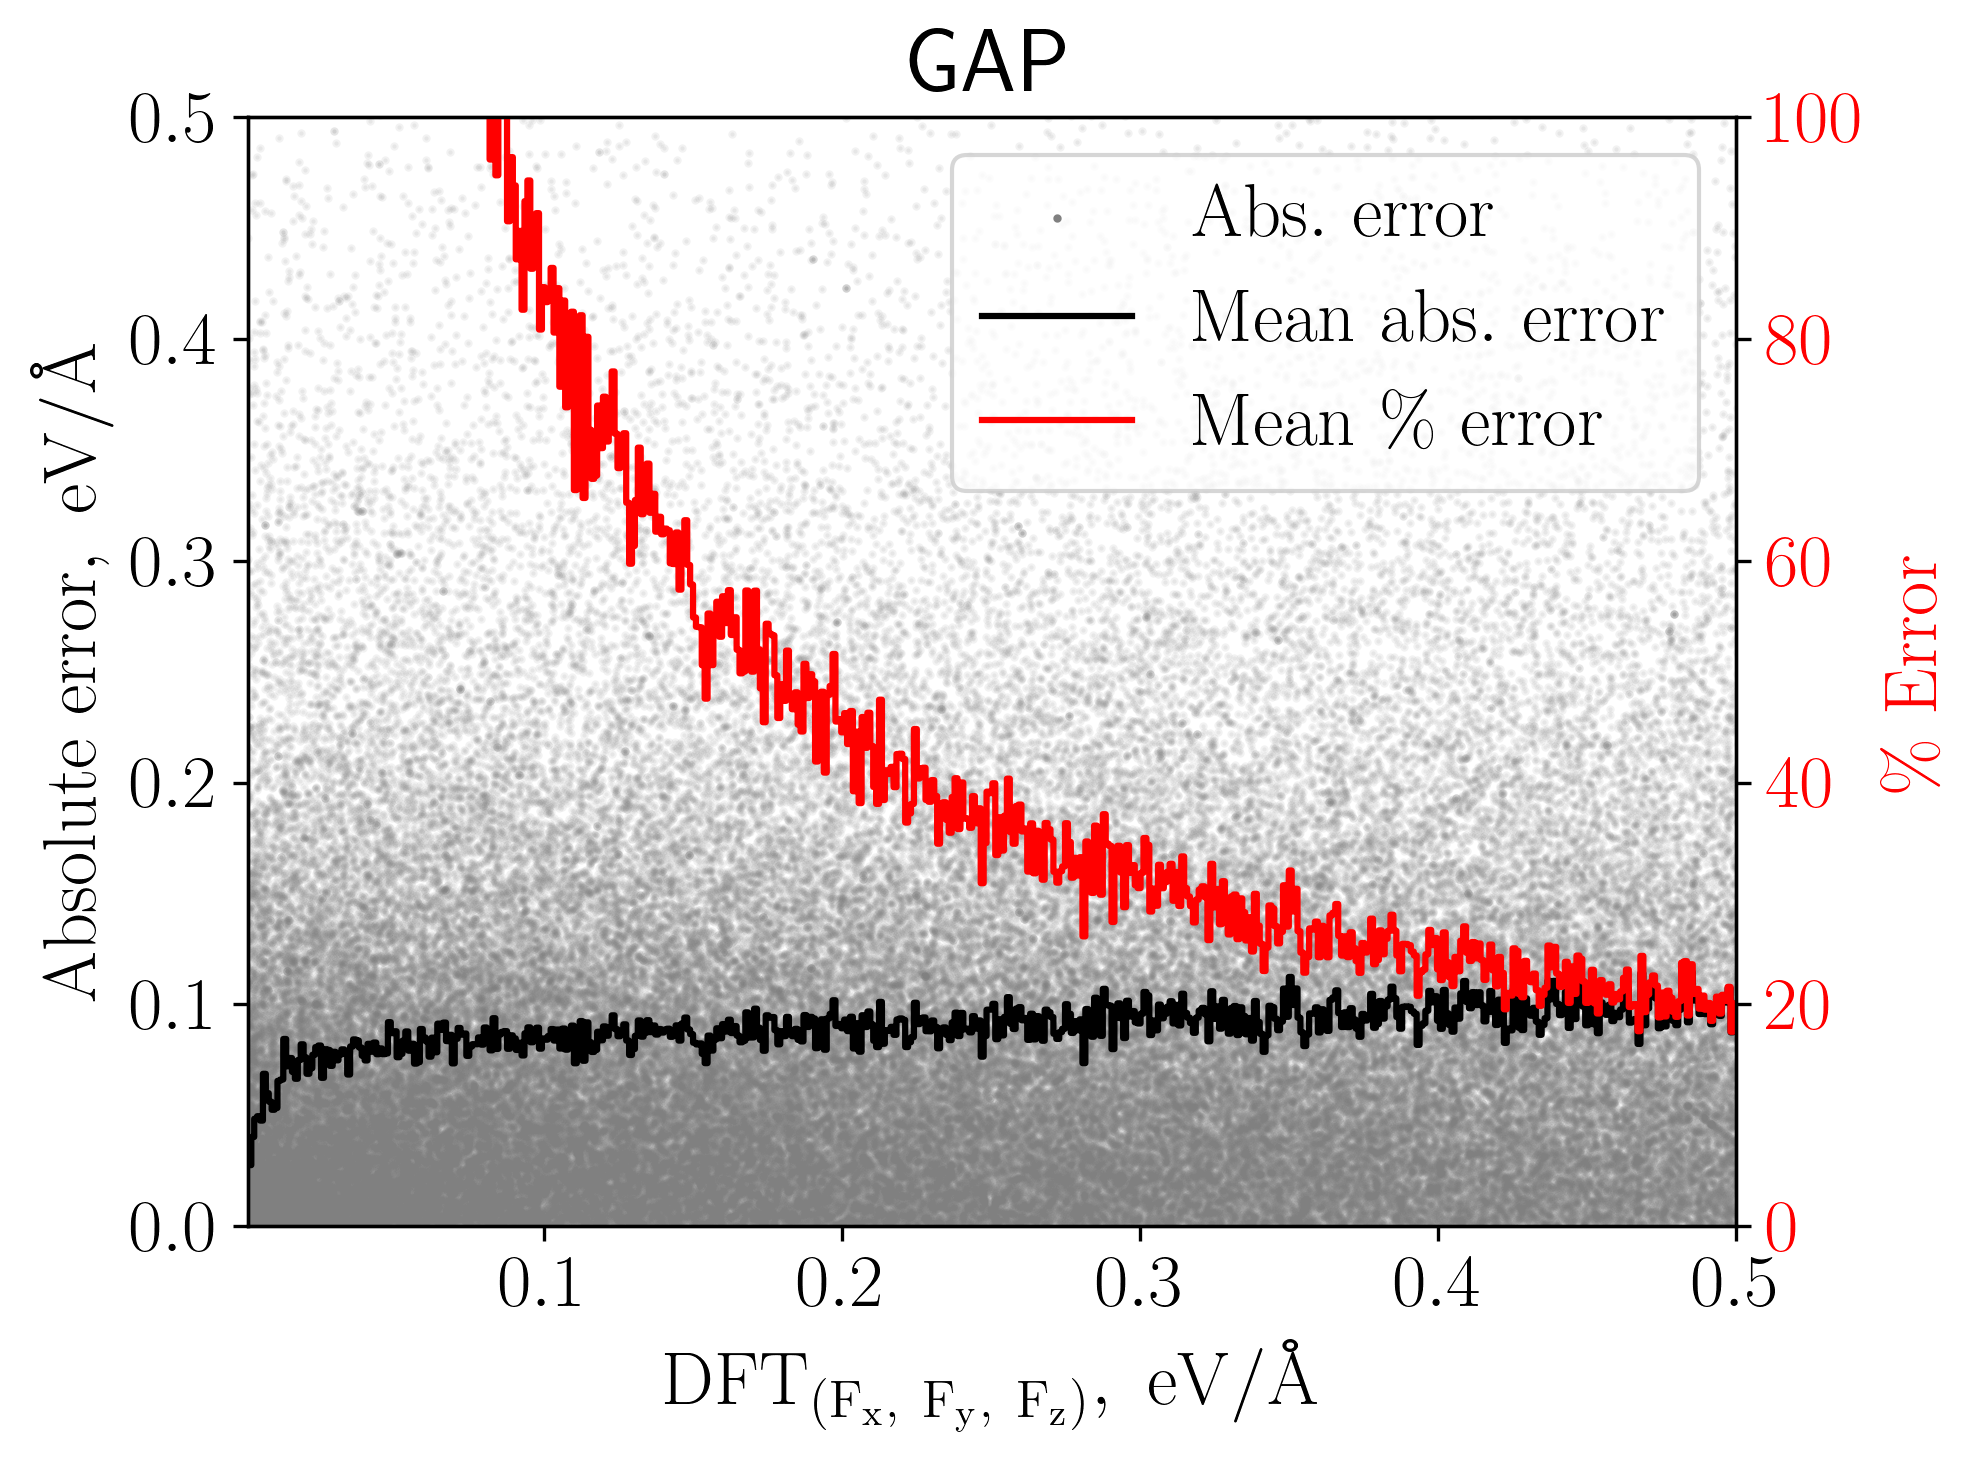 GAP
0.5
0.4
0.3
0.2
0.1
0.0
Absolute error, eV/Å
Abs. error
Mean abs. error
Mean % error
100
80
60
40
20
0
% Error
0.1 0.2 0.3 0.4 0.5
DFT(Fx, Fy, Fz), eV/Å